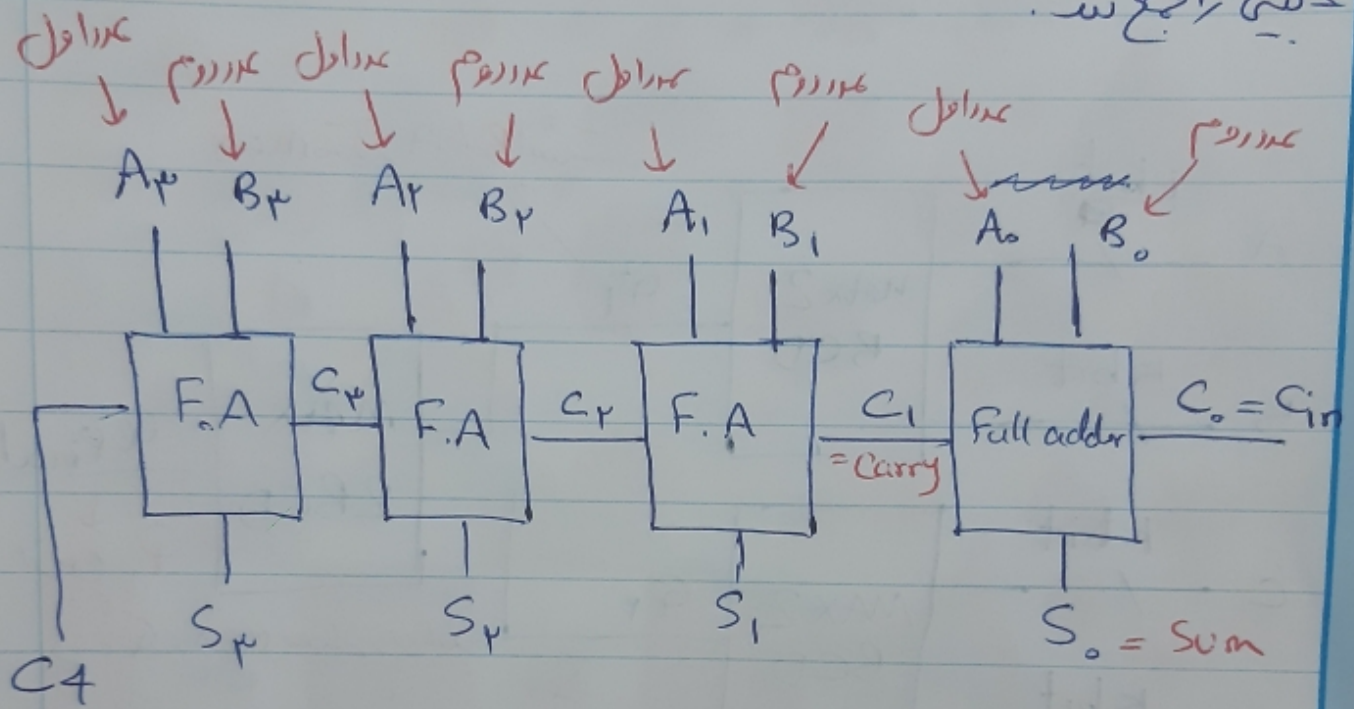 جمع
عدد اول عدد دوم عدد اول عدد دوم عدد اول عدد دوم عدد اول عدد دوم
A۳ B۳ A۲ B۲ A۱ B۱ A۰ B۰
F.A C۳ F.A C۲ F.A C۱ Full adder C۰ = Cin
= Carry
S۳ S۲ S۱ S۰ = Sum
C4